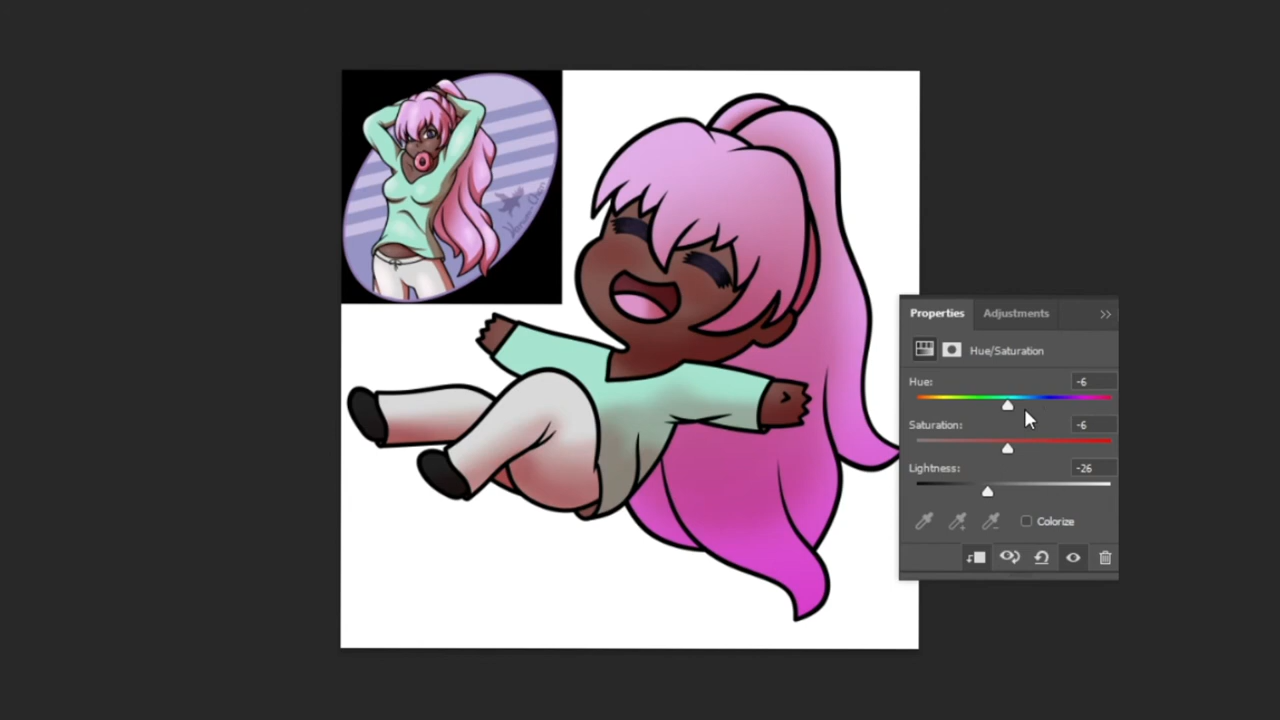 Properties
Adjustments
Hue/Saturation
Hue:
-6
Saturation:
-6
Lightness:
-26
Colorize